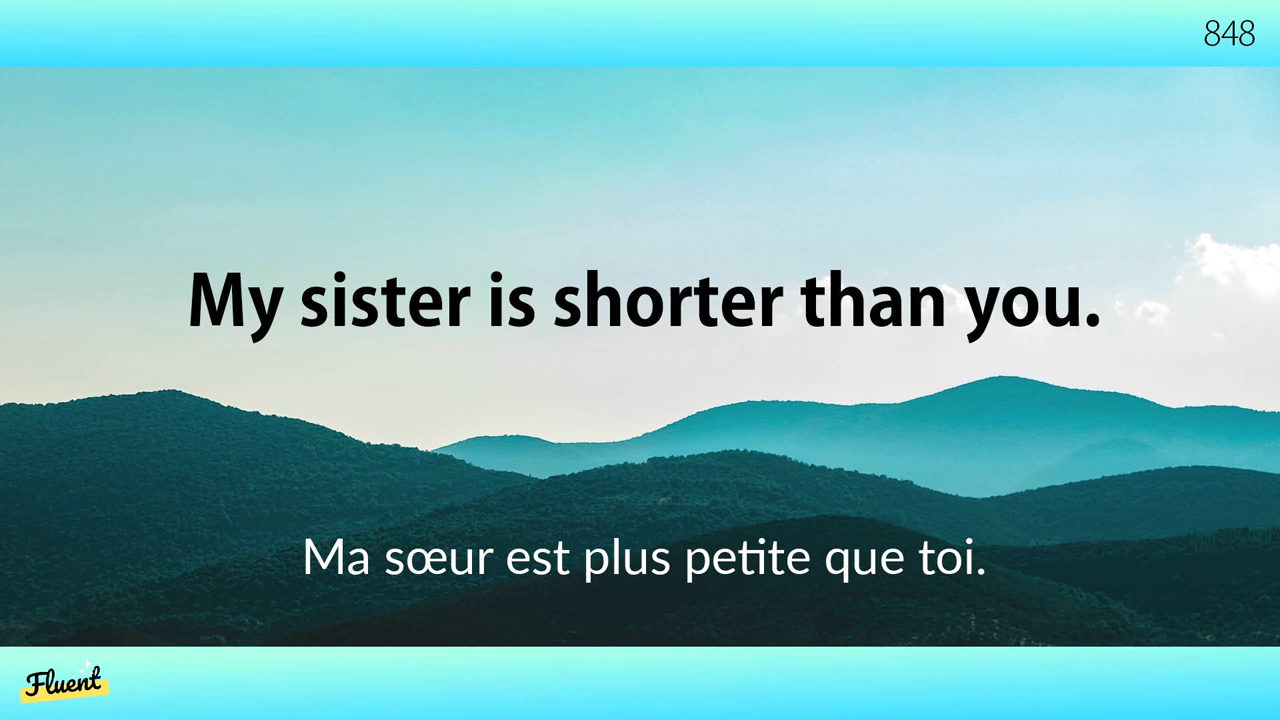 848
My sister is shorter than you.
Ma sœur est plus petite que toi.
Fluent